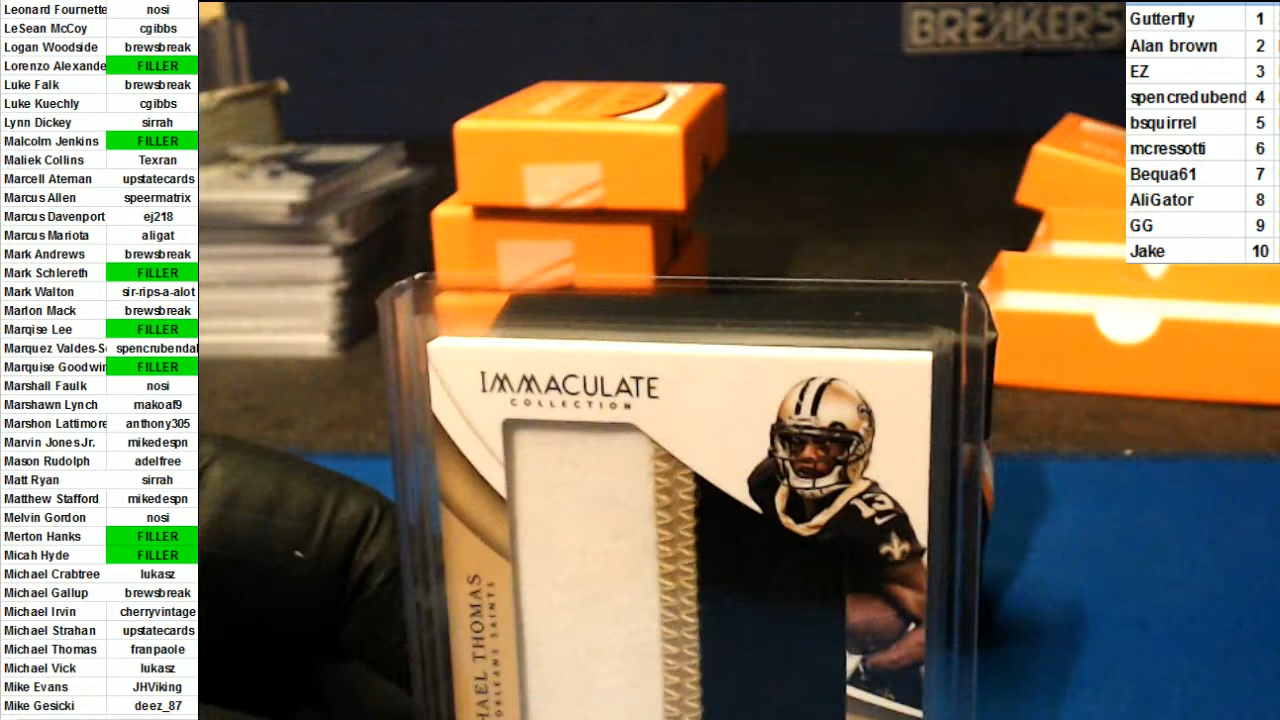 Leonard Fournette nosi
LeSean McCoy cgibbs
Logan Woodside brewsbreak
Lorenzo Alexande FILLER
Luke Falk brewsbreak
Luke Kuechly cgibbs
Lynn Dickey sirrah
Malcolm Jenkins FILLER
Maliek Collins Texran
Marcell Ateman upstatecards
Marcus Allen speermatrix
Marcus Davenport ej218
Marcus Mariota aligat
Mark Andrews brewsbreak
Mark Schlereth FILLER
Mark Walton sir-rips-a-alot
Marlon Mack brewsbreak
Marqise Lee FILLER
Marquez Valdes-S spencrubendal
Marquise Goodwin FILLER
Marshall Faulk nosi
Marshawn Lynch makoaf9
Marshon Lattimore anthony305
Marvin Jones Jr. mikedespn
Mason Rudolph adelfree
Matt Ryan sirrah
Matthew Stafford mikedespn
Melvin Gordon nosi
Merton Hanks FILLER
Micah Hyde FILLER
Michael Crabtree lukasz
Michael Gallup brewsbreak
Michael Irvin cherryvintage
Michael Strahan upstatecards
Michael Thomas franpaole
Michael Vick lukasz
Mike Evans JHViking
Mike Gesicki deez_87
BREAKERS
IMMACULATE
COLLECTION
HAEL THOMAS
ORLEANS SAINTS
13
Gutterfly 1
Alan brown 2
EZ 3
spencredubend 4
bsquirrel 5
mcressotti 6
Bequa61 7
AliGator 8
GG 9
Jake 10